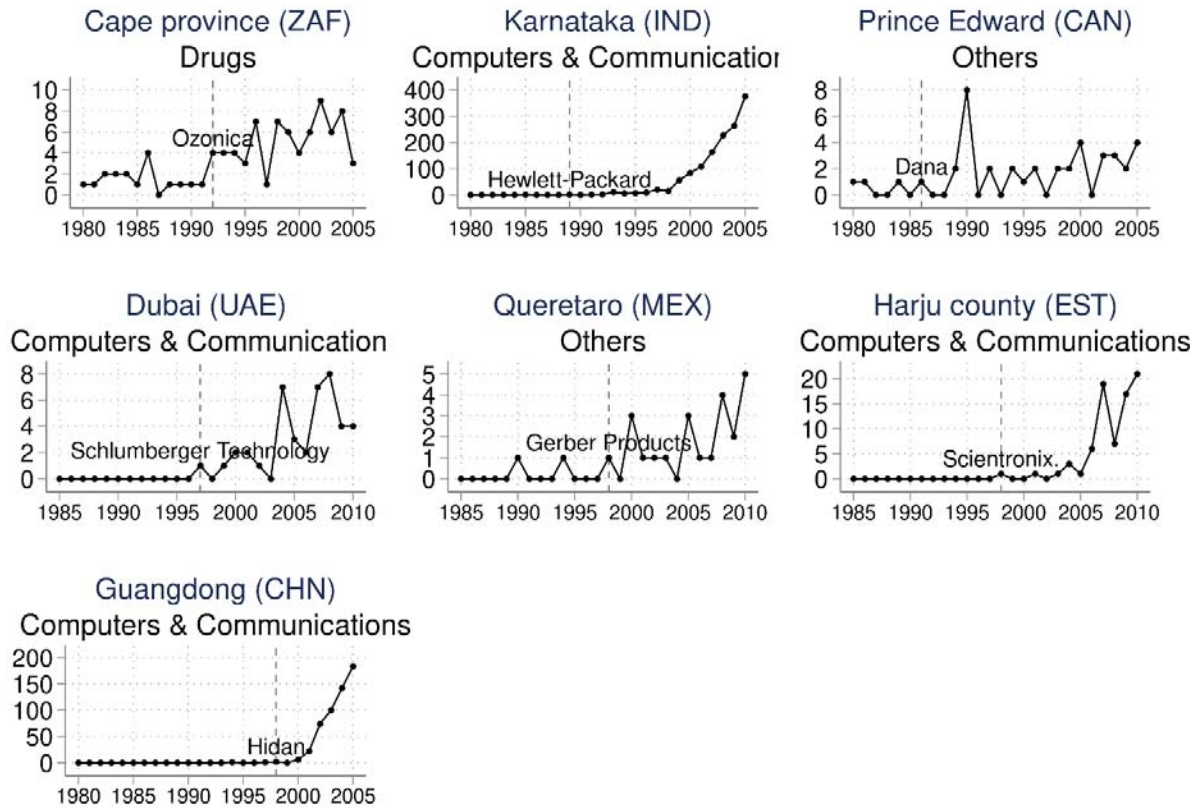 Cape province (ZAF)
Drugs
10
8
6
4
2
0
Ozonica
1980 1985 1990 1995 2000 2005
Karnataka (IND)
Computers & Communication
400
300
200
100
0
Hewlett-Packard
1980 1985 1990 1995 2000 2005
Prince Edward (CAN)
Others
8
6
4
2
0
Dana
1980 1985 1990 1995 2000 2005
Dubai (UAE)
Computers & Communication
8
6
4
2
0
Schlumberger Technology
1985 1990 1995 2000 2005 2010
Queretaro (MEX)
Others
5
4
3
2
1
0
Gerber Products
1985 1990 1995 2000 2005 2010
Harju county (EST)
Computers & Communications
20
15
10
5
0
Scientronix.
1985 1990 1995 2000 2005 2010
Guangdong (CHN)
Computers & Communications
200
150
100
50
0
Hidan
1980 1985 1990 1995 2000 2005